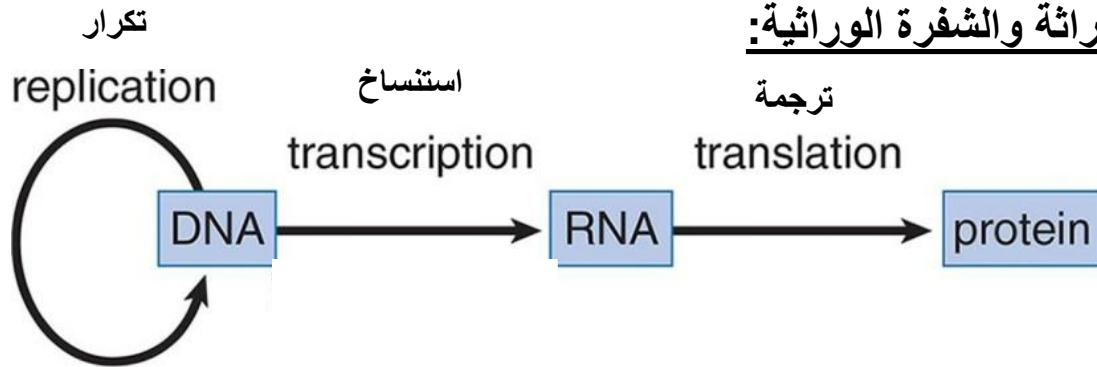 تكرار
راثة والشفرة الوراثية:
replication
استنساخ
ترجمة
transcription
translation
DNA
RNA
protein